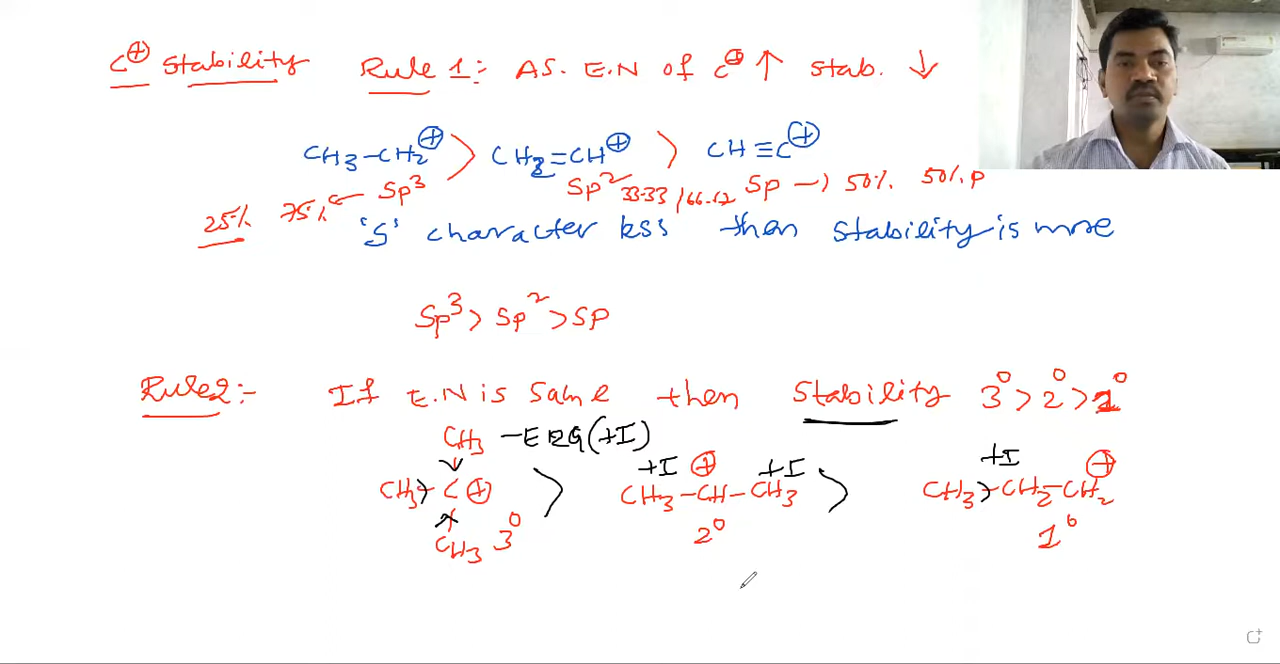 C⊕ Stability Rule 1:- AS. E.N of C⊕ ↑ stab. ↓
CH3-CH2⊕ > CH2=CH⊕ > CH≡C⊕
25% 75% ← Sp³ Sp² 33.33/66.62 Sp → 50%. 50%.p
'S' character less then stability is more
Sp³ > Sp² > SP
Rule2:- If E.N is Same then Stability 3° > 2° > 1°
CH3 -ERG(+I)
+I ⊕ +I +I ⊕
CH3 C⊕ > CH3-CH-CH3 > CH3-CH2-CH2
CH3 3° 2° 1°
C+